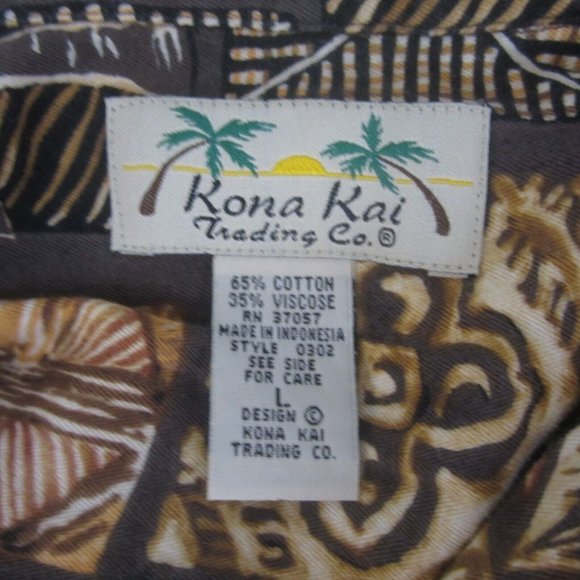 Kona Kai
Trading Co.®
65% COTTON
35% VISCOSE
RN 37057
MADE IN INDONESIA
STYLE 0302
SEE SIDE
FOR CARE
L
DESIGN ©
KONA KAI
TRADING CO.